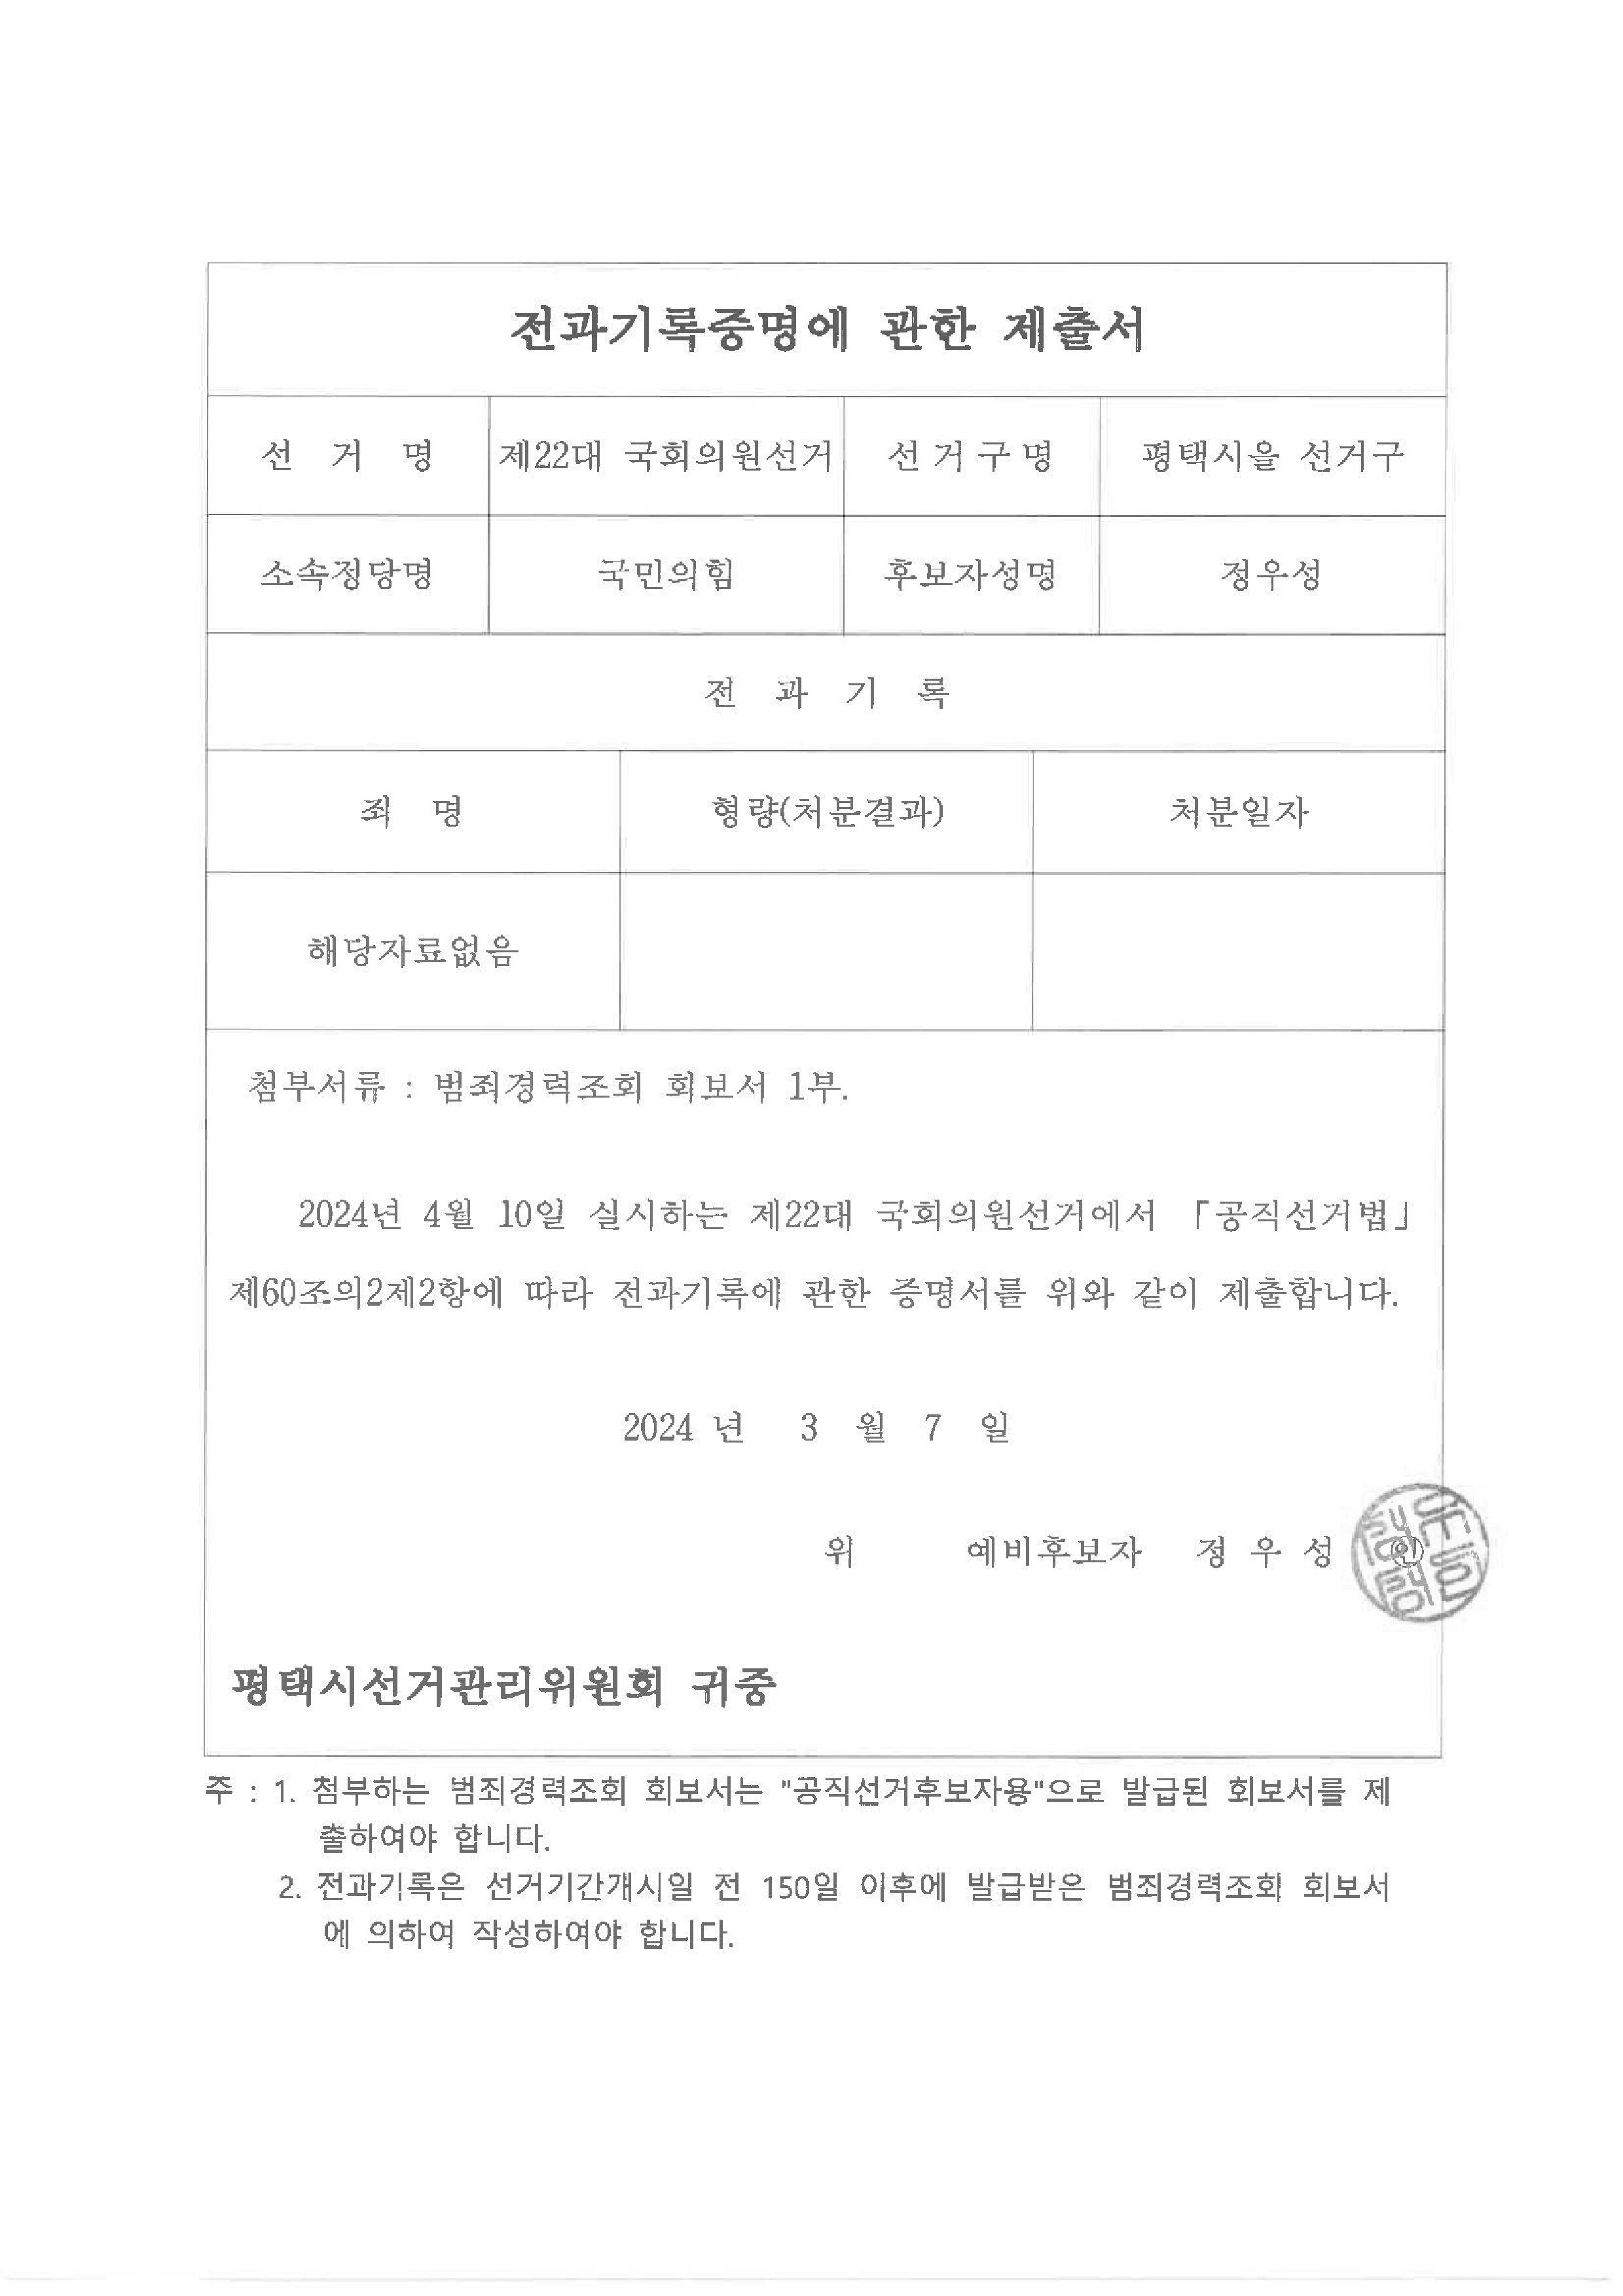 전과기록증명에 관한 제출서
선 거 명 제22대 국회의원선거 선거구명 평택시을 선거구
소속정당명 국민의힘 후보자성명 정우성
전 과 기 록
죄 명 형량(처분결과) 처분일자
해당자료없음
첨부서류 : 범죄경력조회 회보서 1부.
2024년 4월 10일 실시하는 제22대 국회의원선거에서 「공직선거법」
제60조의2제2항에 따라 전과기록에 관한 증명서를 위와 같이 제출합니다.
2024 년 3 월 7 일
위 예비후보자 정 우 성 ㊞
평택시선거관리위원회 귀중
주 : 1. 첨부하는 범죄경력조회 회보서는 "공직선거후보자용"으로 발급된 회보서를 제
출하여야 합니다.
2. 전과기록은 선거기간개시일 전 150일 이후에 발급받은 범죄경력조회 회보서
에 의하여 작성하여야 합니다.